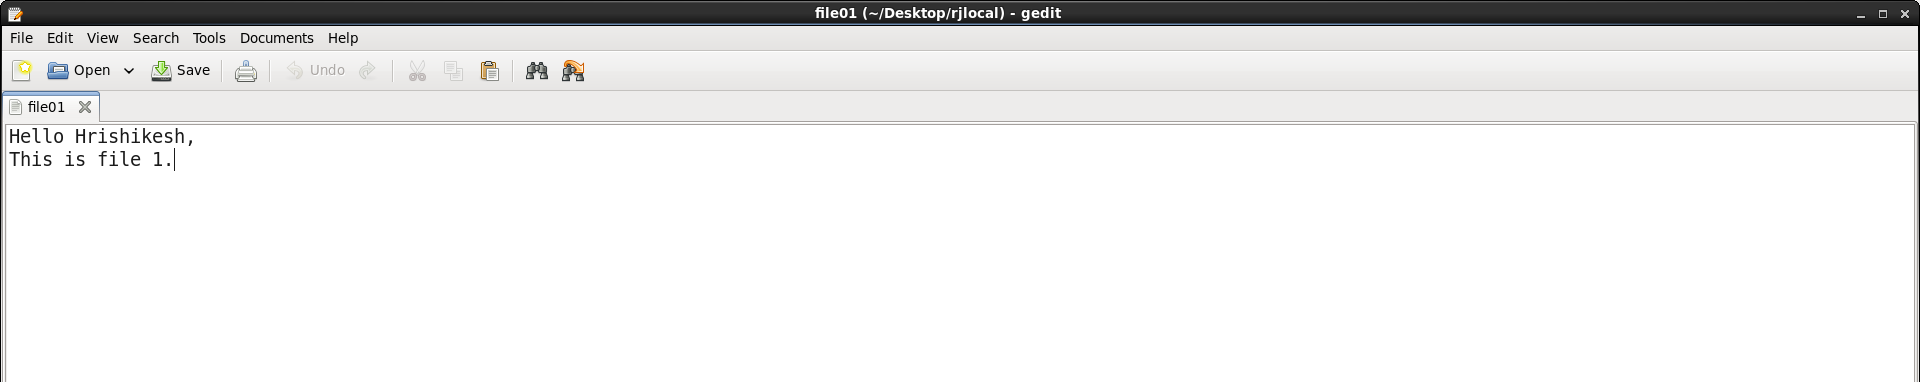 file01 (~/Desktop/rjlocal) - gedit
File Edit View Search Tools Documents Help
Open Save Undo
file01
Hello Hrishikesh,
This is file 1.